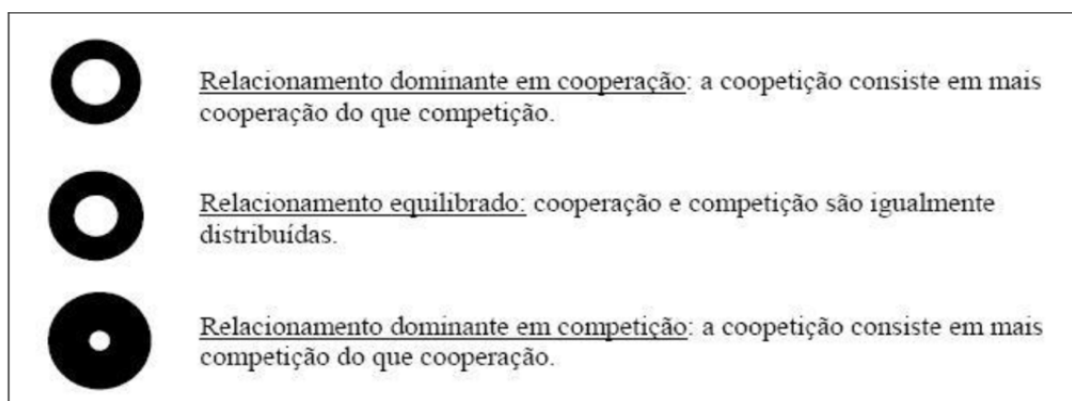 Relacionamento dominante em cooperação: a coopetição consiste em mais
cooperação do que competição.
Relacionamento equilibrado: cooperação e competição são igualmente
distribuídas.
Relacionamento dominante em competição: a coopetição consiste em mais
competição do que cooperação.